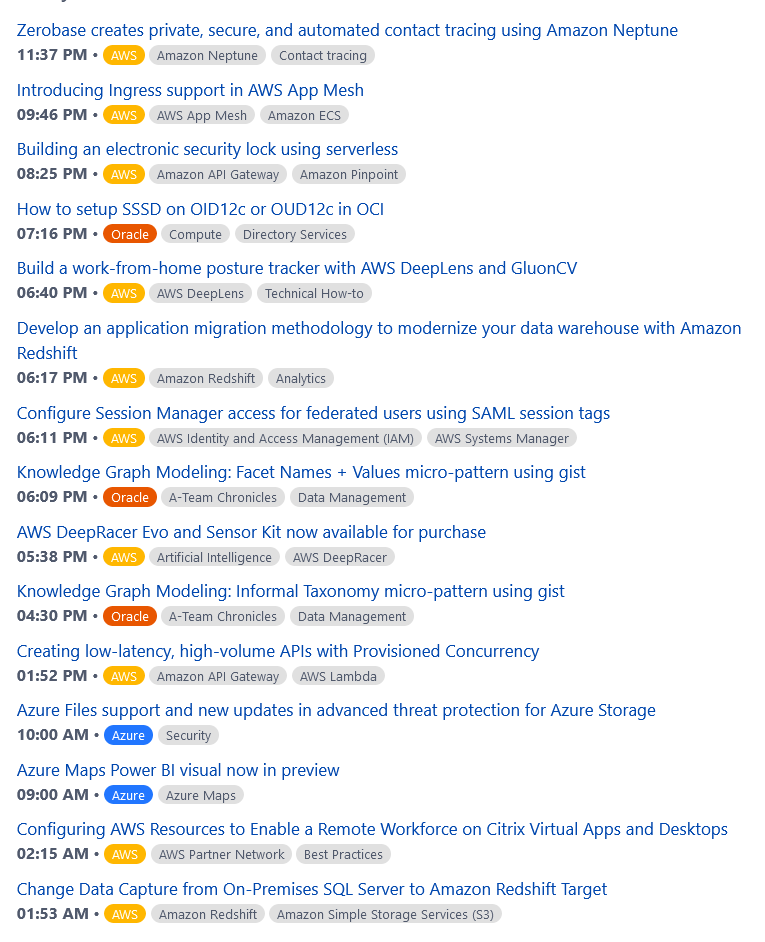 Zerobase creates private, secure, and automated contact tracing using Amazon Neptune
11:37 PM • AWS Amazon Neptune Contact tracing
Introducing Ingress support in AWS App Mesh
09:46 PM • AWS AWS App Mesh Amazon ECS
Building an electronic security lock using serverless
08:25 PM • AWS Amazon API Gateway Amazon Pinpoint
How to setup SSSD on OID12c or OUD12c in OCI
07:16 PM • Oracle Compute Directory Services
Build a work-from-home posture tracker with AWS DeepLens and GluonCV
06:40 PM • AWS AWS DeepLens Technical How-to
Develop an application migration methodology to modernize your data warehouse with Amazon
Redshift
06:17 PM • AWS Amazon Redshift Analytics
Configure Session Manager access for federated users using SAML session tags
06:11 PM • AWS AWS Identity and Access Management (IAM) AWS Systems Manager
Knowledge Graph Modeling: Facet Names + Values micro-pattern using gist
06:09 PM • Oracle A-Team Chronicles Data Management
AWS DeepRacer Evo and Sensor Kit now available for purchase
05:38 PM • AWS Artificial Intelligence AWS DeepRacer
Knowledge Graph Modeling: Informal Taxonomy micro-pattern using gist
04:30 PM • Oracle A-Team Chronicles Data Management
Creating low-latency, high-volume APIs with Provisioned Concurrency
01:52 PM • AWS Amazon API Gateway AWS Lambda
Azure Files support and new updates in advanced threat protection for Azure Storage
10:00 AM • Azure Security
Azure Maps Power BI visual now in preview
09:00 AM • Azure Azure Maps
Configuring AWS Resources to Enable a Remote Workforce on Citrix Virtual Apps and Desktops
02:15 AM • AWS AWS Partner Network Best Practices
Change Data Capture from On-Premises SQL Server to Amazon Redshift Target
01:53 AM • AWS Amazon Redshift Amazon Simple Storage Services (S3)